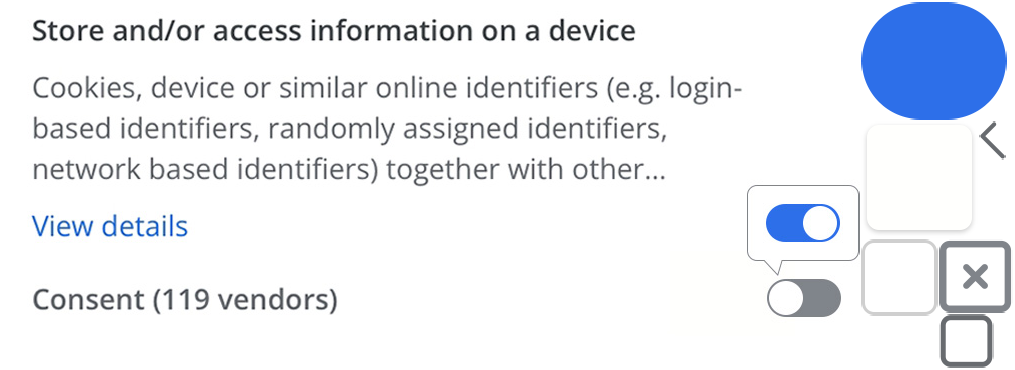 Store and/or access information on a device
Cookies, device or similar online identifiers (e.g. login-
based identifiers, randomly assigned identifiers,
network based identifiers) together with other...
View details
Consent (119 vendors)